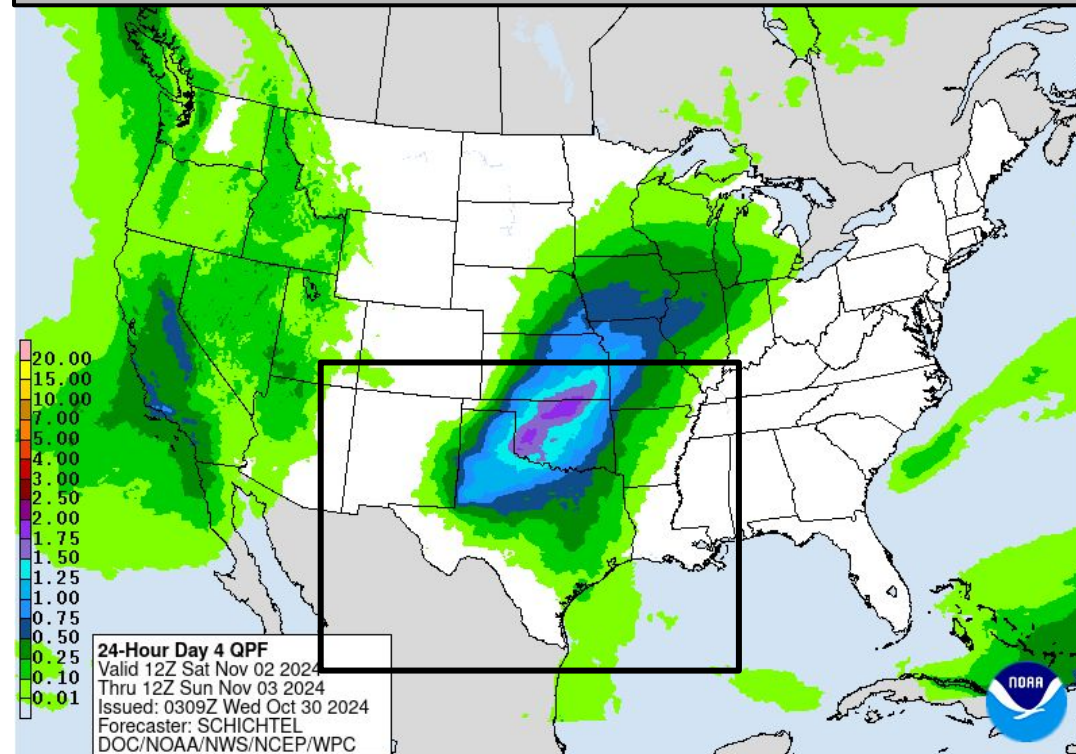 20.00
15.00
10.00
7.00
5.00
4.00
3.00
2.50
2.00
1.75
1.50
1.25
1.00
0.75
0.50
0.25
0.10
0.01
24-Hour Day 4 QPF
Valid 12Z Sat Nov 02 2024
Thru 12Z Sun Nov 03 2024
Issued: 0309Z Wed Oct 30 2024
Forecaster: SCHICHTEL
DOC/NOAA/NWS/NCEP/WPC
NOAA